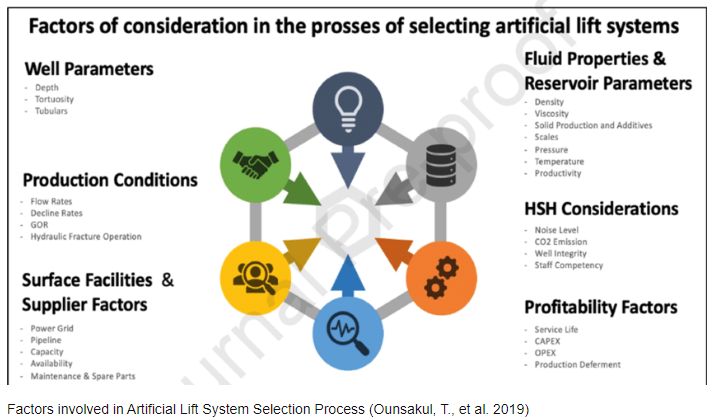 Factors of consideration in the prosses of selecting artificial lift systems
Well Parameters
- Depth
- Tortuosity
- Tubulars
Production Conditions
- Flow Rates
- Decline Rates
- GOR
- Hydraulic Fracture Operation
Surface Facilities &
Supplier Factors
- Power Grid
- Pipeline
- Capacity
- Availability
- Maintenance & Spare Parts
Fluid Properties &
Reservoir Parameters
- Density
- Viscosity
- Solid Production and Additives
- Scales
- Pressure
- Temperature
- Productivity
HSH Considerations
- Noise Level
- CO2 Emission
- Well Integrity
- Staff Competency
Profitability Factors
- Service Life
- CAPEX
- OPEX
- Production Deferment
urnal Pre-proof
Factors involved in Artificial Lift System Selection Process (Ounsakul, T., et al. 2019)